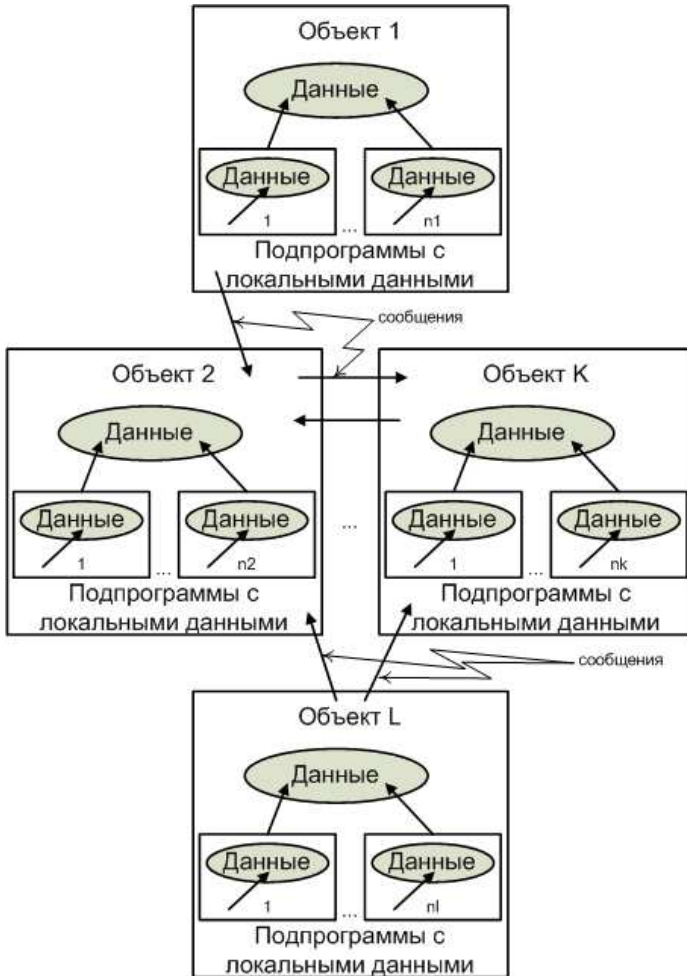 Объект 1
Данные
Данные
Данные
1
...
n1
Подпрограммы с
локальными данными
сообщения
Объект 2
Данные
Данные
Данные
1
...
n2
Подпрограммы с
локальными данными
...
Объект K
Данные
Данные
Данные
1
...
nk
Подпрограммы с
локальными данными
сообщения
Объект L
Данные
Данные
Данные
1
...
nl
Подпрограммы с
локальными данными